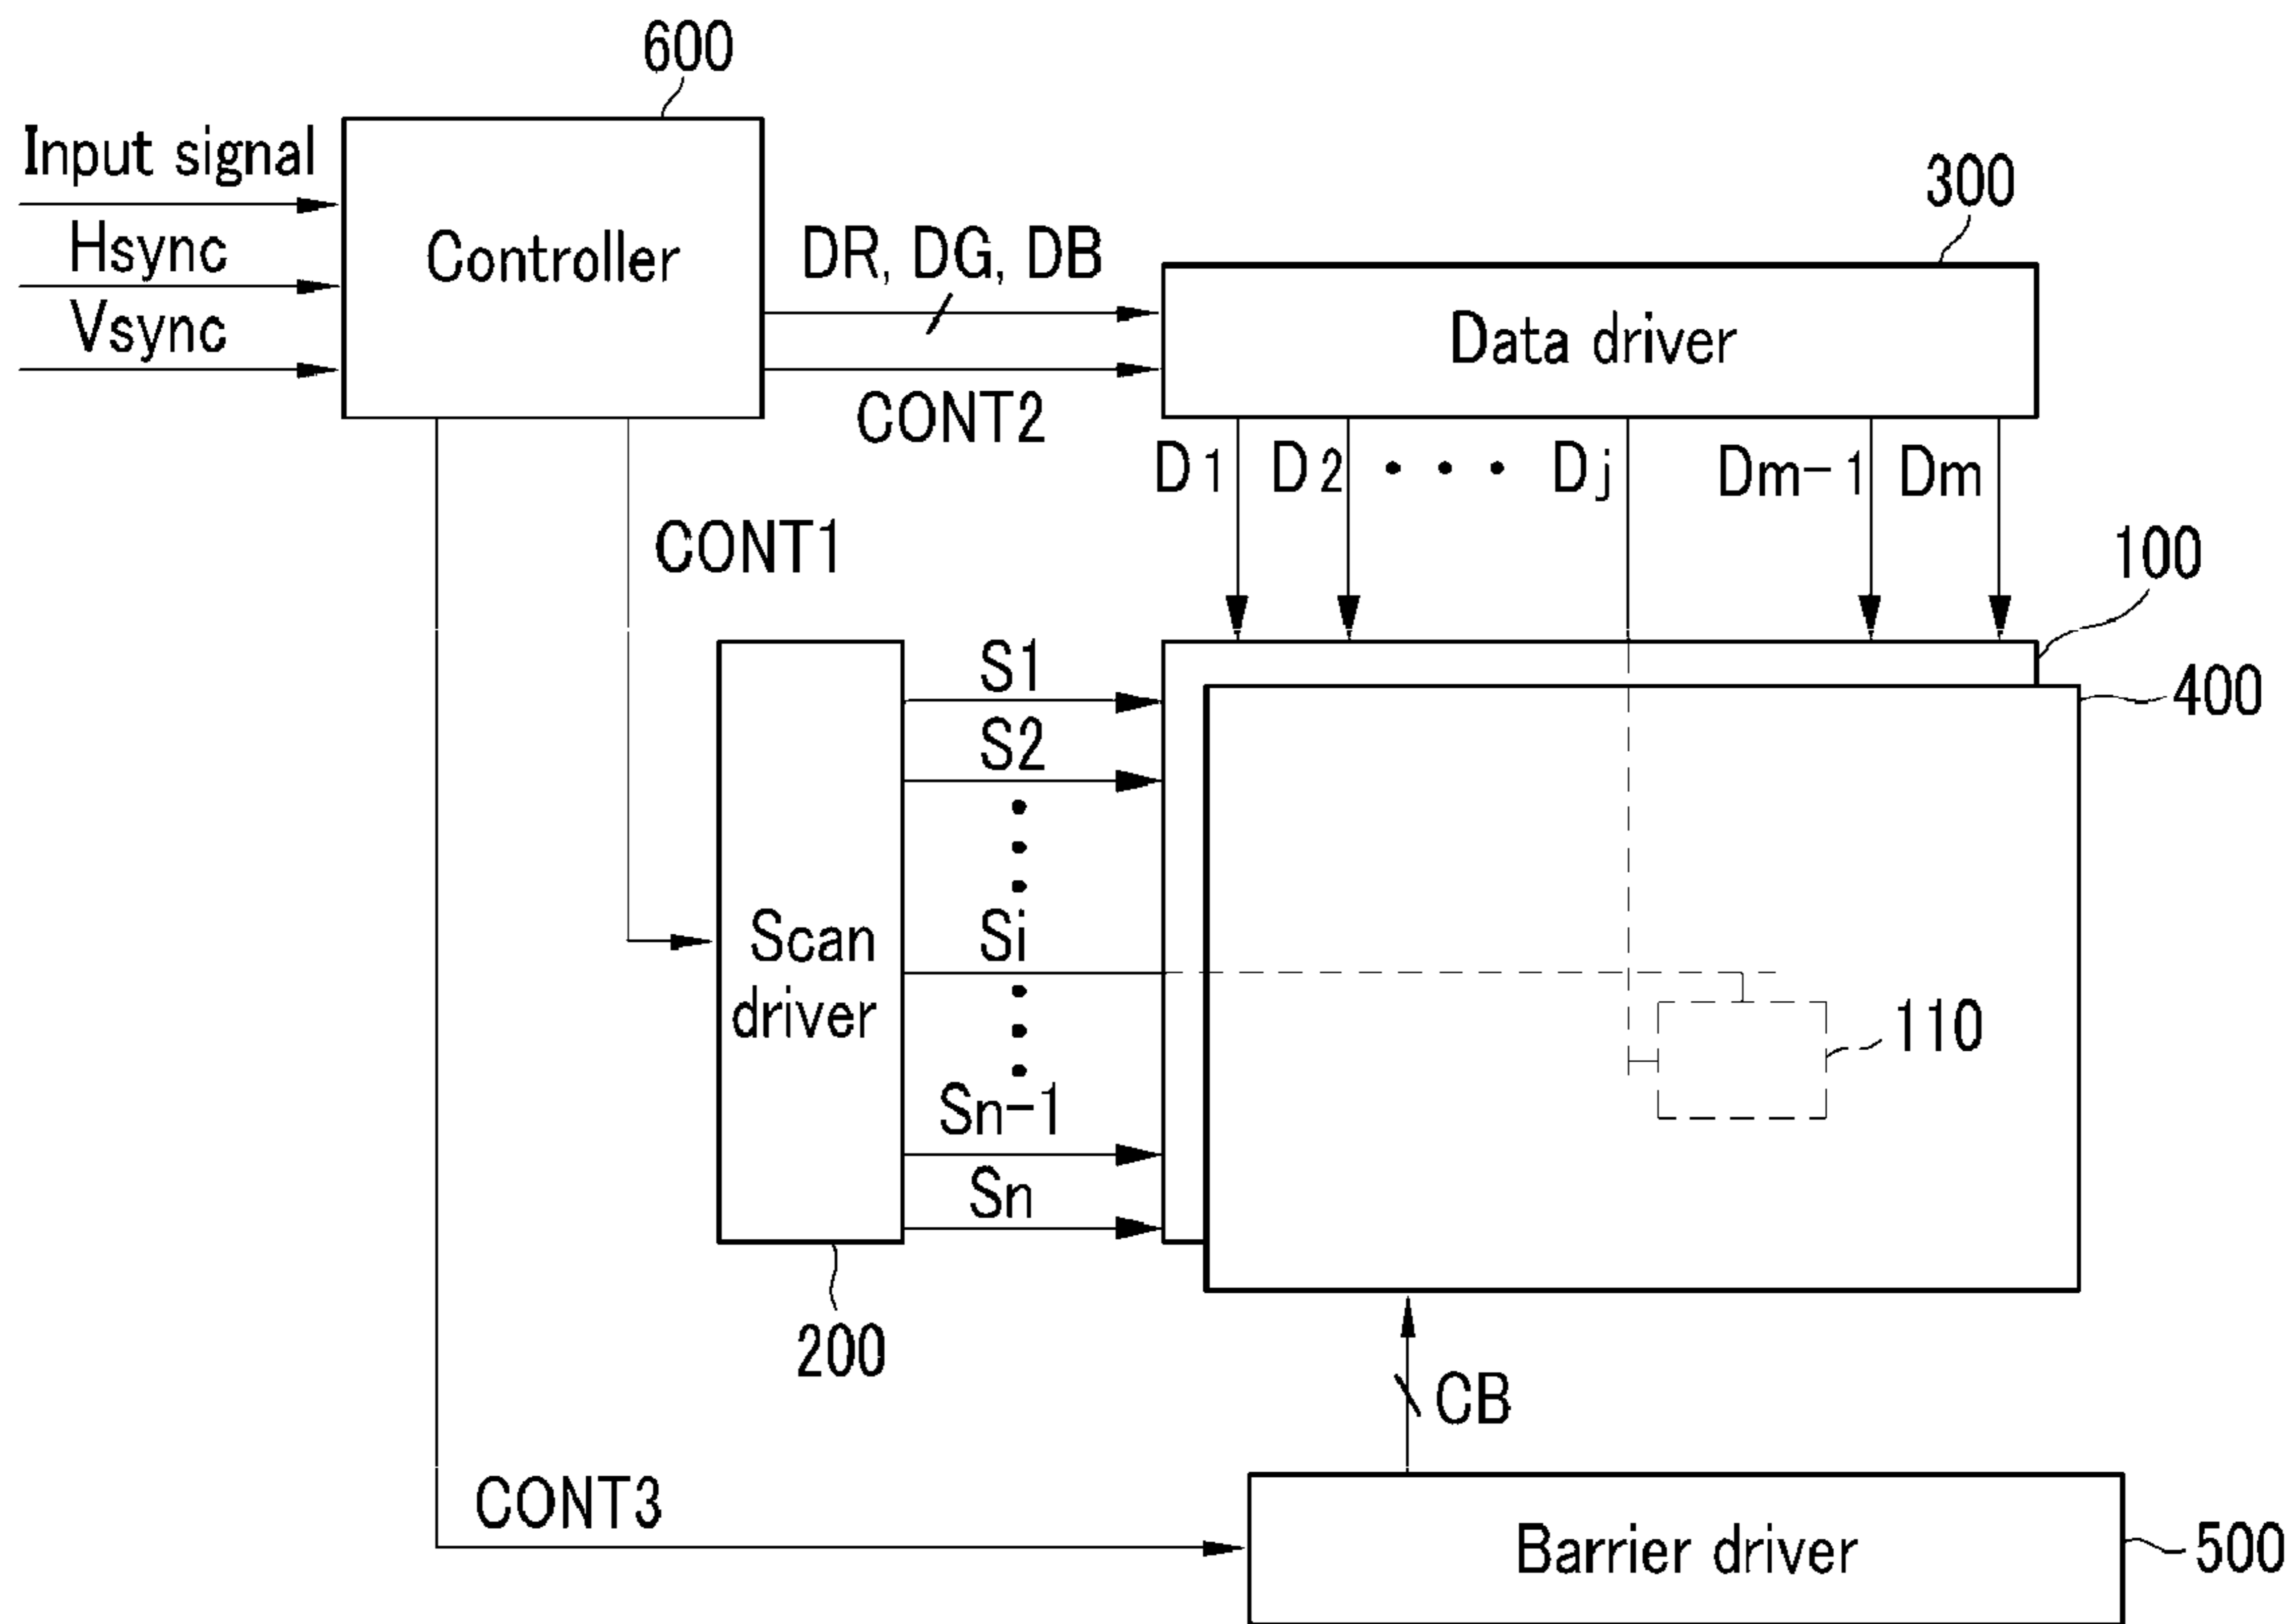 600
Input signal
Hsync
Vsync
Controller
DR, DG, DB
CONT2
300
Data driver
D1 D2 • • • Dj Dm-1 Dm
CONT1
100
400
Scan
driver
S1
S2
Si
Sn-1
Sn
110
200
CB
CONT3
Barrier driver
500